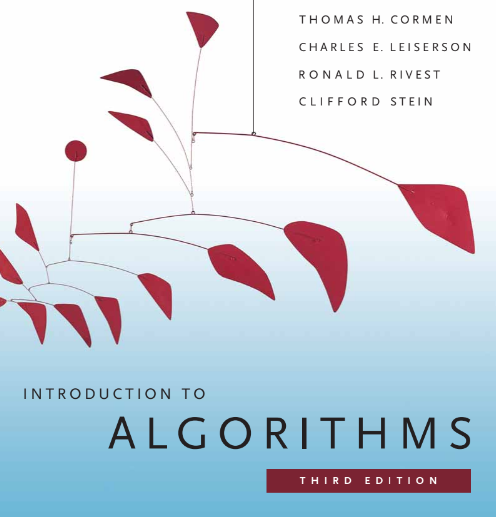 THOMAS H. CORMEN
CHARLES E. LEISERSON
RONALD L. RIVEST
CLIFFORD STEIN
INTRODUCTION TO
ALGORITHMS
THIRD EDITION